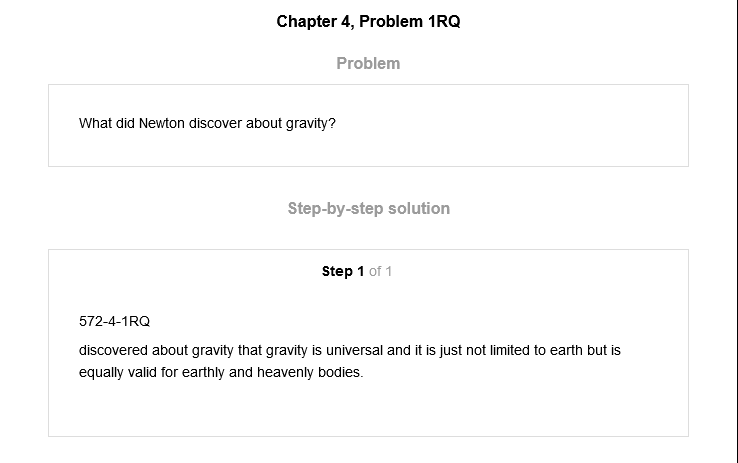 Chapter 4, Problem 1RQ
Problem
What did Newton discover about gravity?
Step-by-step solution
Step 1 of 1
572-4-1RQ
discovered about gravity that gravity is universal and it is just not limited to earth but is
equally valid for earthly and heavenly bodies.